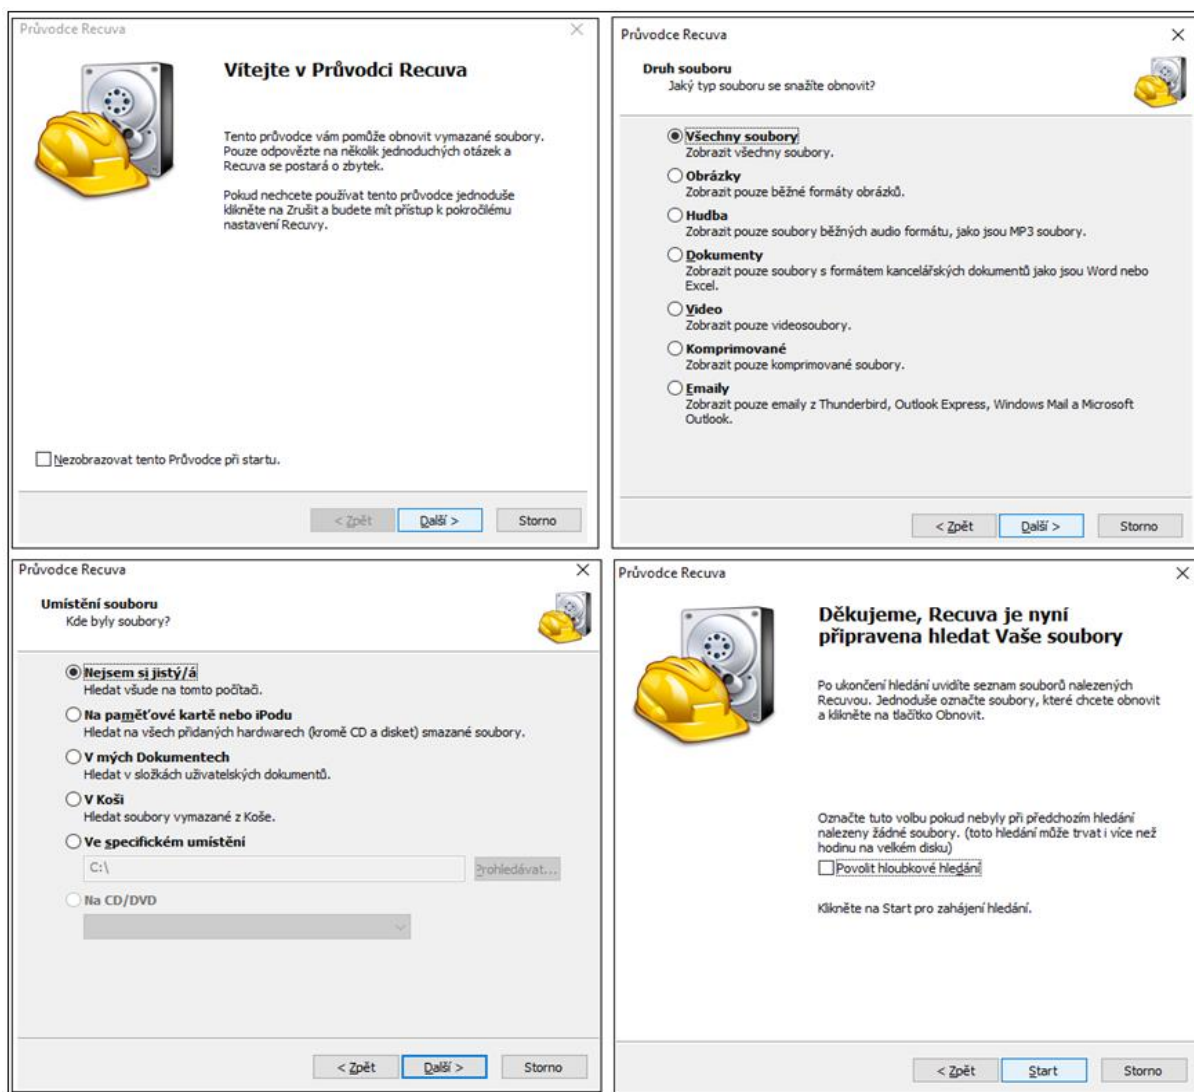 Průvodce Recuva
Vítejte v Průvodci Recuva
Tento průvodce vám pomůže obnovit vymazané soubory.
Pouze odpovězte na několik jednoduchých otázek a
Recuva se postará o zbytek.
Pokud nechcete používat tento průvodce jednoduše
klikněte na Zrušit a budete mít přístup k pokročilému
nastavení Recuvy.
Nezobrazovat tento Průvodce při startu.
< Zpět
Další >
Storno
Průvodce Recuva
Druh souboru
Jaký typ souboru se snažíte obnovit?
Všechny soubory
Zobrazit všechny soubory.
Obrázky
Zobrazit pouze běžné formáty obrázků.
Hudba
Zobrazit pouze soubory běžných audio formátu, jako jsou MP3 soubory.
Dokumenty
Zobrazit pouze soubory s formátem kancelářských dokumentů jako jsou Word nebo
Excel.
Video
Zobrazit pouze videosoubory.
Komprimované
Zobrazit pouze komprimované soubory.
Emaily
Zobrazit pouze emaily z Thunderbird, Outlook Express, Windows Mail a Microsoft
Outlook.
< Zpět
Další >
Storno
Průvodce Recuva
Umístění souboru
Kde byly soubory?
Nejsem si jistý/á
Hledat všude na tomto počítači.
Na paměťové kartě nebo iPodu
Hledat na všech přidaných hardwarech (kromě CD a disket) smazané soubory.
V mých Dokumentech
Hledat v složkách uživatelských dokumentů.
V Koši
Hledat soubory vymazané z Koše.
Ve specifickém umístění
C:\
Prohledávat...
Na CD/DVD
< Zpět
Další >
Storno
Průvodce Recuva
Děkujeme, Recuva je nyní
připravena hledat Vaše soubory
Po ukončení hledání uvidíte seznam souborů nalezených
Recuvou. Jednoduše označte soubory, které chcete obnovit
a klikněte na tlačítko Obnovit.
Označte tuto volbu pokud nebyly při předchozím hledání
nalezeny žádné soubory. (toto hledání může trvat i více než
hodinu na velkém disku)
Povolit hloubkové hledání
Klikněte na Start pro zahájení hledání.
< Zpět
Start
Storno